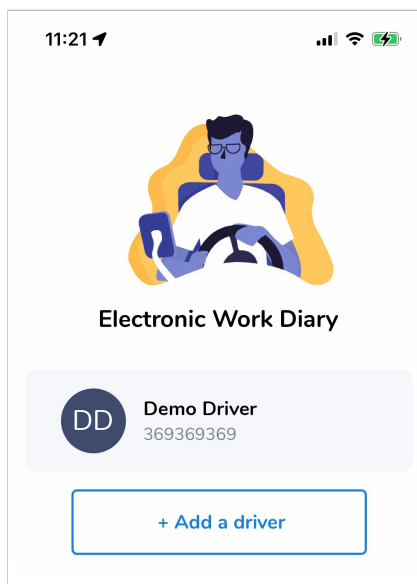 11:21
Electronic Work Diary
DD
Demo Driver
369369369
+ Add a driver